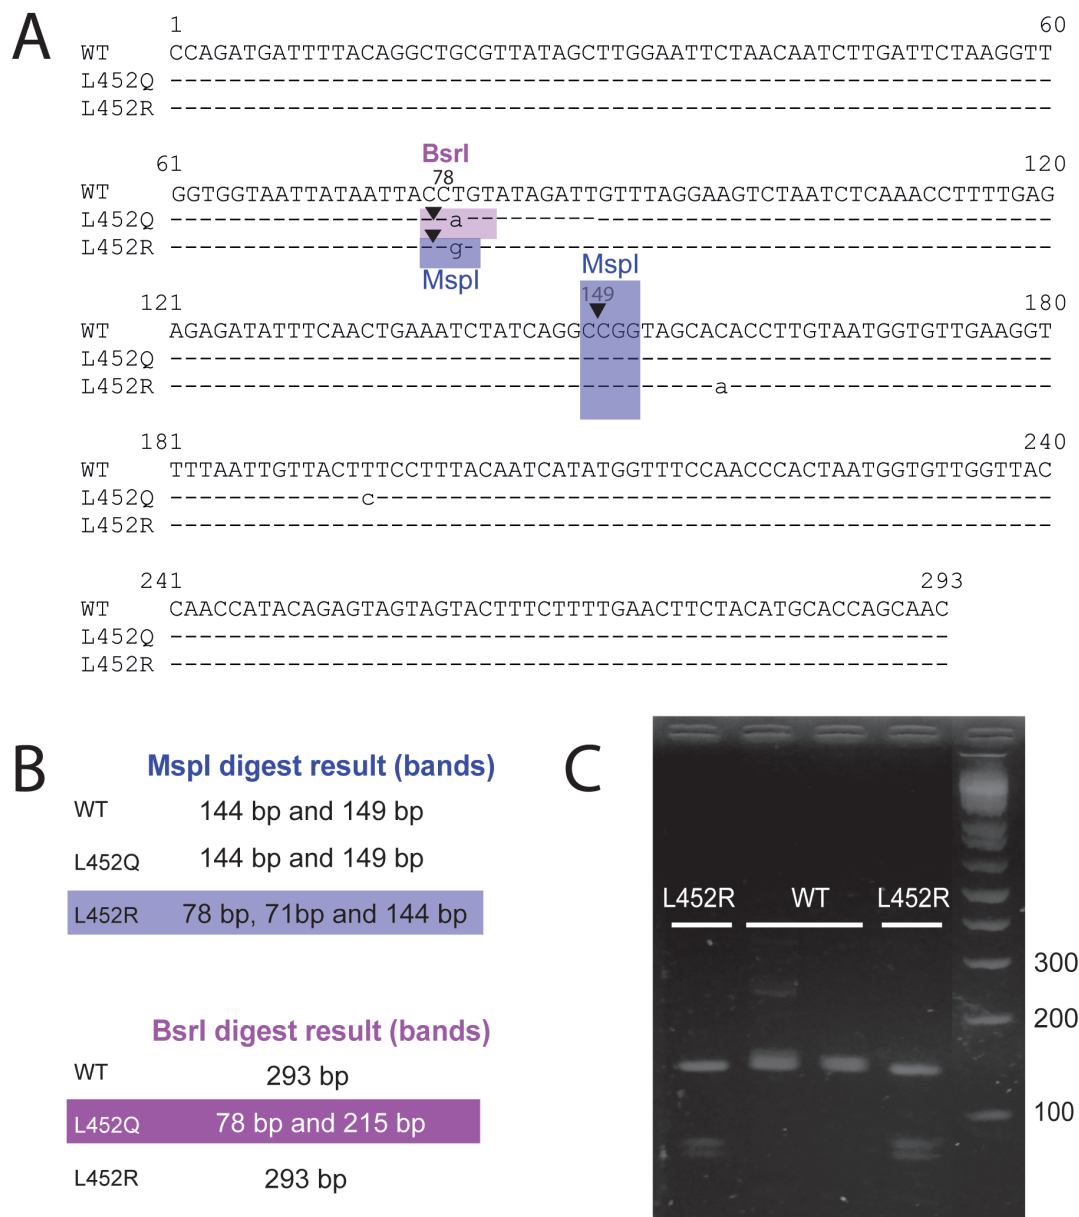 A
1 60
WT CCAGATGATTTTACAGGCTGCGTTATAGCTTGGAATTCTAACAATCTTGATTCTAAGGTT
L452Q ------------------------------------------------------------
L452R ------------------------------------------------------------
BsrI
61 78 120
WT GGTGGTAATTATAATTACCTGTATAGATTGTTTAGGAAGTCTAATCTCAAACCTTTTGAG
L452Q -------------------a----------------------------------------
L452R -------------------g----------------------------------------
MspI MspI
121 149 180
WT AGAGATATTTCAACTGAAATCTATCAGGCCGGTAGCACACCTTGTAATGGTGTTGAAGGT
L452Q ------------------------------------------------------------
L452R -------------------------------------a----------------------
181 240
WT TTTAATTGTTACTTTCCTTTACAATCATATGGTTTCCAACCCACTAATGGTGTTGGTTAC
L452Q -------------c----------------------------------------------
L452R ------------------------------------------------------------
241 293
WT CAACCATACAGAGTAGTAGTACTTTCTTTTGAACTTCTACATGCACCAGCAAC
L452Q -----------------------------------------------------
L452R -----------------------------------------------------
B
MspI digest result (bands)
WT 144 bp and 149 bp
L452Q 144 bp and 149 bp
L452R 78 bp, 71bp and 144 bp
BsrI digest result (bands)
WT 293 bp
L452Q 78 bp and 215 bp
L452R 293 bp
C
L452R WT L452R
300
200
100